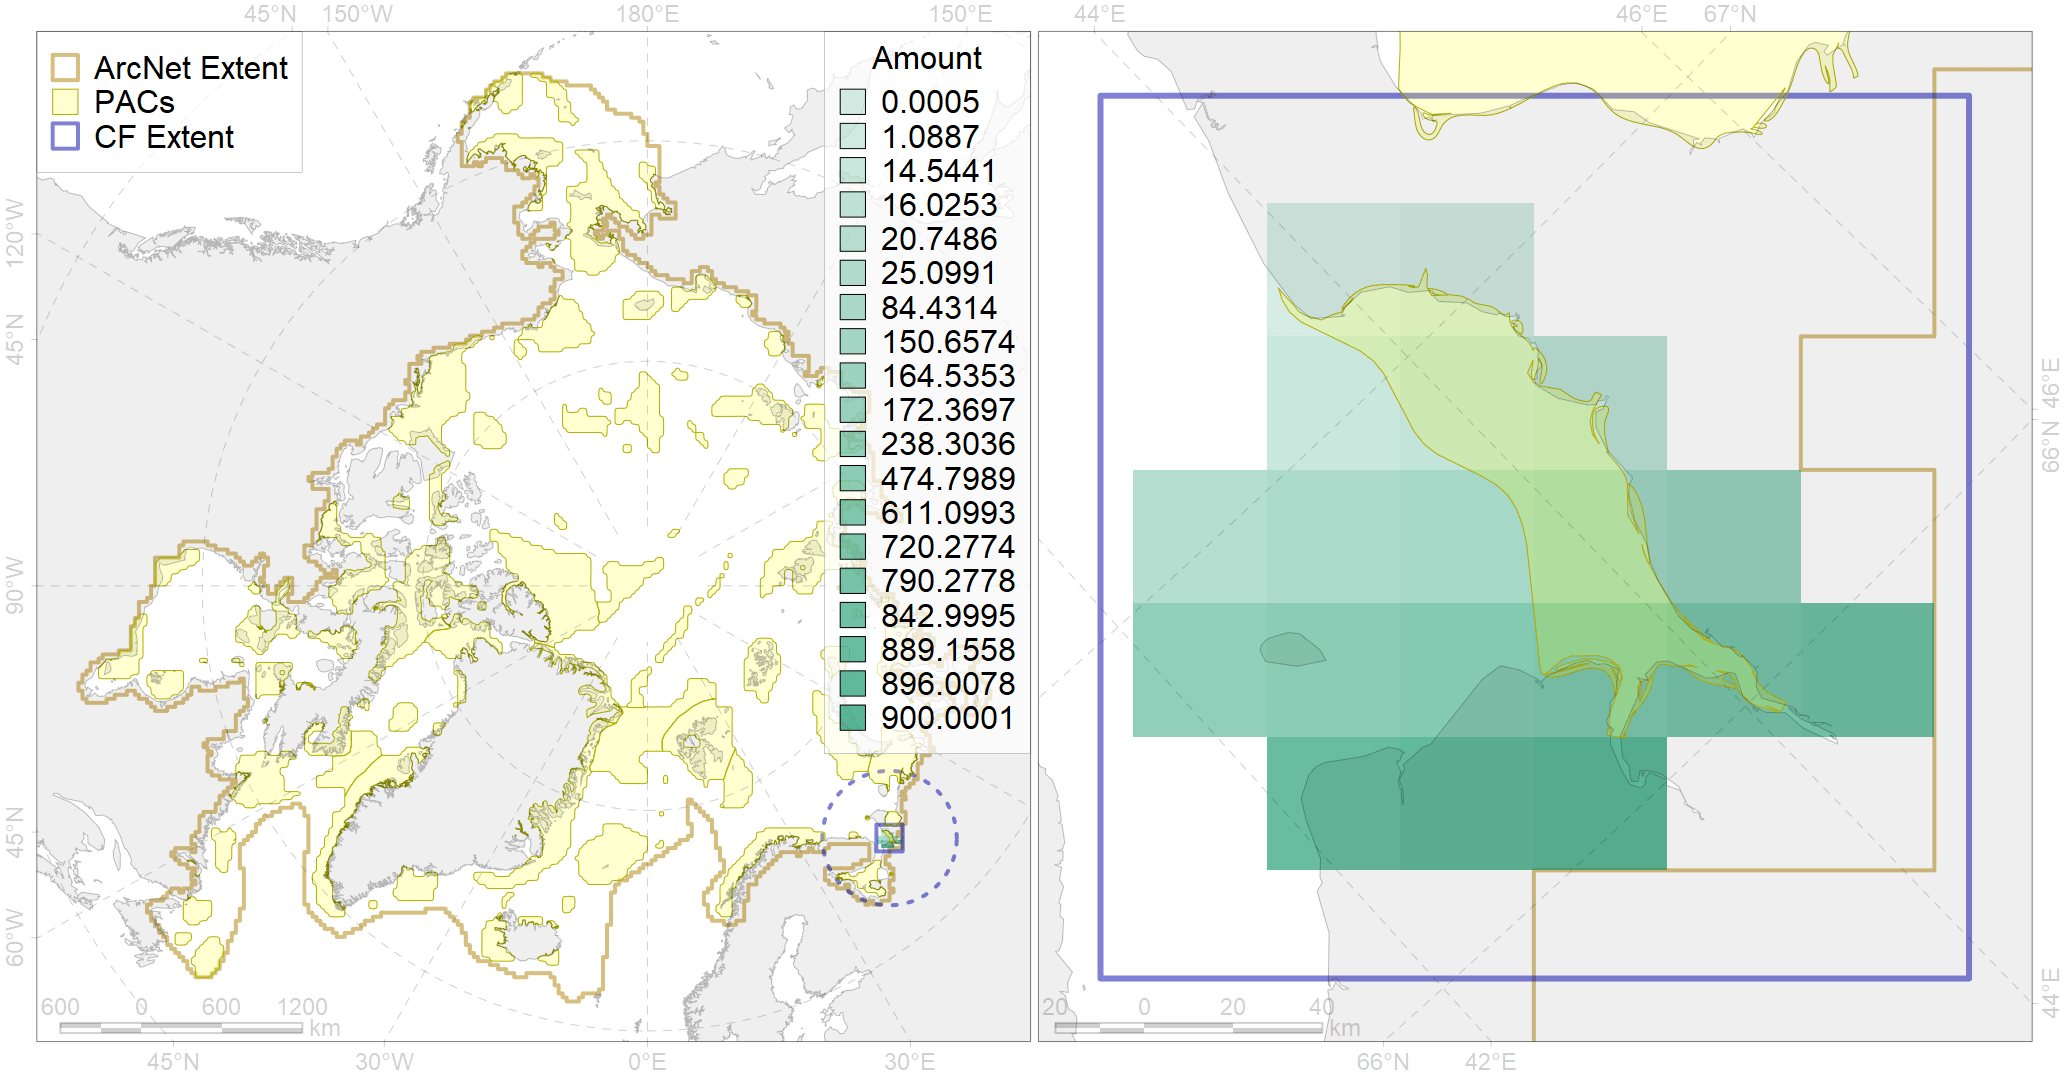 45°N 150°W 180°E 150°E 44°E 46°E 67°N
ArcNet Extent
PACs
CF Extent
Amount
0.0005
1.0887
14.5441
16.0253
20.7486
25.0991
84.4314
150.6574
164.5353
172.3697
238.3036
474.7989
611.0993
720.2774
790.2778
842.9995
889.1558
896.0078
900.0001
120°W
45°N
90°W
45°N
60°W
46°E
66°N
44°E
600 0 600 1200
km
20 0 20 40
km
45°N 30°W 0°E 30°E 66°N 42°E